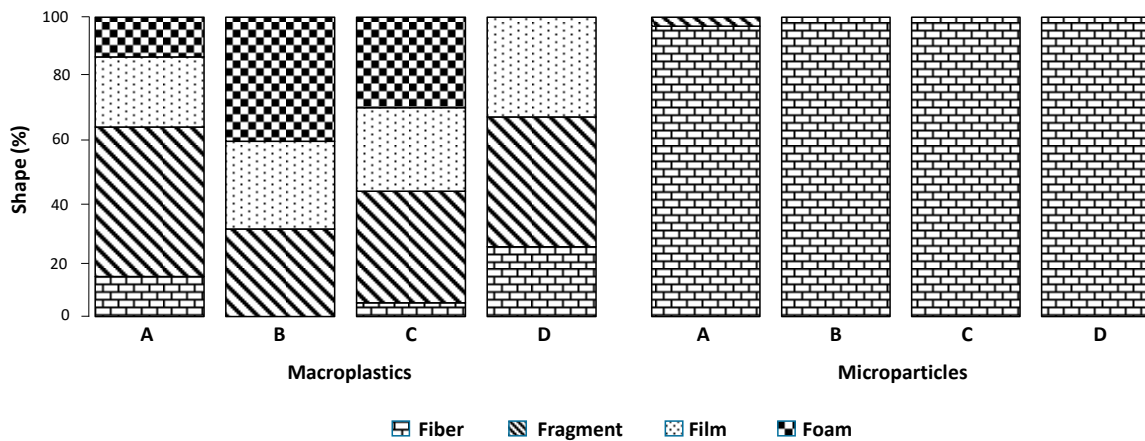 Shape (%)
100
80
60
40
20
0
A B C D A B C D
Macroplastics Microparticles
Fiber Fragment Film Foam